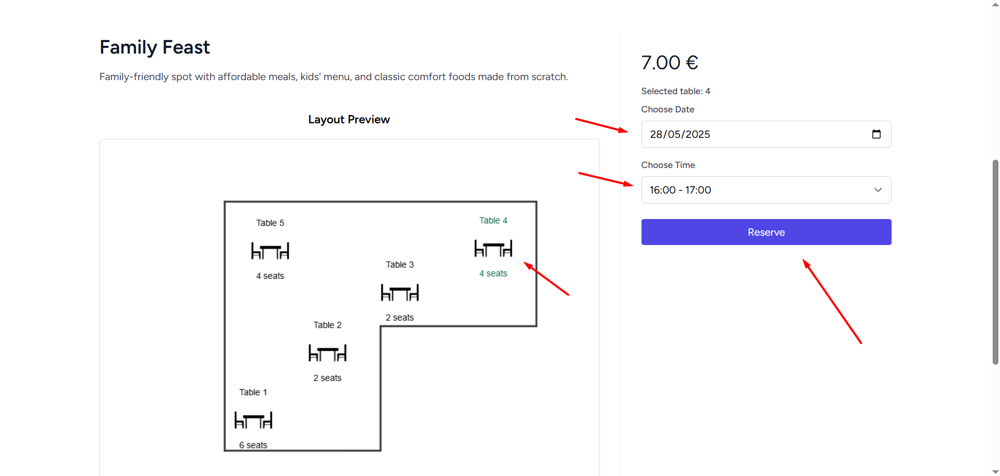 Family Feast
Family-friendly spot with affordable meals, kids' menu, and classic comfort foods made from scratch.
Layout Preview
Table 5
4 seats
Table 4
4 seats
Table 3
2 seats
Table 2
2 seats
Table 1
6 seats
7.00 €
Selected table: 4
Choose Date
28/05/2025
Choose Time
16:00 - 17:00
Reserve